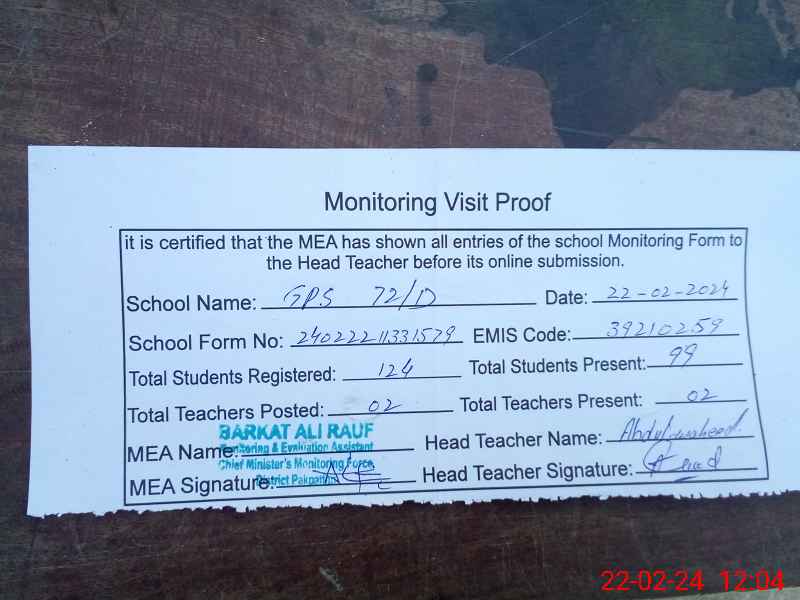 Monitoring Visit Proof
it is certified that the MEA has shown all entries of the school Monitoring Form to
the Head Teacher before its online submission.
School Name: GPS 72/D Date: 22-02-2024
School Form No: 24022211331579 EMIS Code: 39210259
Total Students Registered: 124 Total Students Present: 99
Total Teachers Posted: 02 Total Teachers Present: 02
BARKAT ALI RAUF
MEA Name: Head Teacher Name: Abdul waheed
Monitoring & Evaluation Assistant
Chief Minister's Monitoring Force,
MEA Signature: Head Teacher Signature:
District Pakpattan
22-02-24 12:04